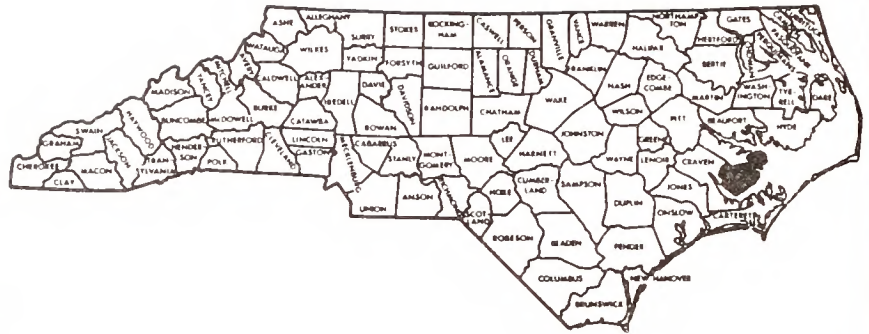 ASHE
ALLEGHANY
SURRY
STOKES
ROCKING-
HAM
CASWELL
PERSON
GRANVILLE
VANCE
WARREN
NORTHAMP
TON
GATES
HERTFORD
CURRITUCK
WATAUGA
WILKES
YADKIN
FORSYTH
GUILFORD
ALAMANCE
ORANGE
DURHAM
FRANKLIN
HALIFAX
BERTIE
MADISON
YANCEY
MITCHELL
AVERY
CALDWELL
ALEX-
ANDER
IREDELL
DAVIE
DAVIDSON
RANDOLPH
CHATHAM
WAKE
NASH
EDGE-
COMBE
MARTIN
WASH
INGTON
TYR-
RELL
DARE
HAYWOOD
BUNCOMBE
McDOWELL
BURKE
CATAWBA
ROWAN
WILSON
PITT
BEAUFORT
HYDE
SWAIN
GRAHAM
CHEROKEE
CLAY
MACON
JACKSON
TRAN
SYLVANIA
HENDER-
SON
POLK
RUTHERFORD
CLEVELAND
LINCOLN
GASTON
MECKLENBURG
CABARRUS
STANLY
MONT-
GOMERY
MOORE
LEE
HARNETT
JOHNSTON
WAYNE
GREENE
LENOIR
CRAVEN
JONES
UNION
ANSON
RICHMOND
SCOT-
LAND
HOKE
CUMBER-
LAND
SAMPSON
DUPLIN
ONSLOW
CARTERET
ROBESON
BLADEN
PENDER
COLUMBUS
BRUNSWICK
NEW HANOVER